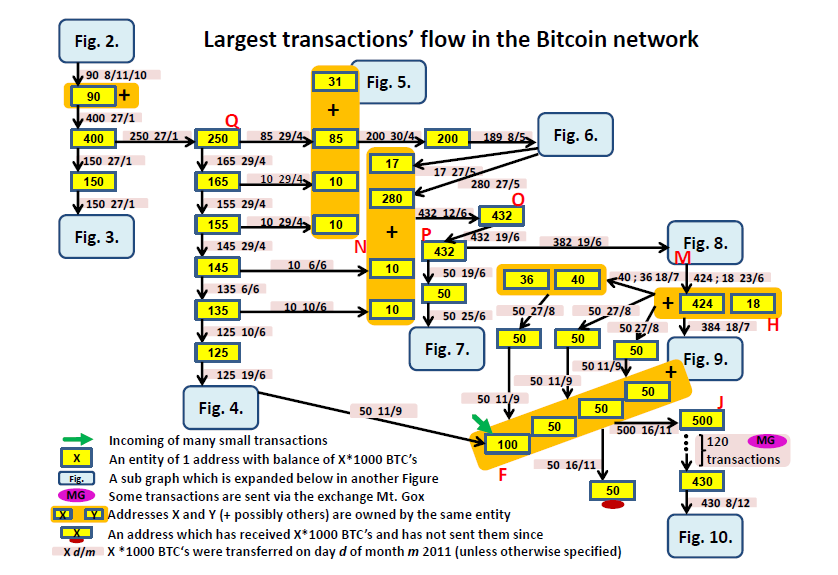 Largest transactions’ flow in the Bitcoin network
Fig. 2.
90 8/11/10
90 +
400 27/1
400
250 27/1
250
Q
85 29/4
85
200 30/4
200
189 8/5
Fig. 6.
31
+
Fig. 5.
150 27/1
150
150 27/1
Fig. 3.
165 29/4
165
10 29/4
10
155 29/4
155
10 29/4
10
145 29/4
145
10 6/6
10
135 6/6
135
10 10/6
10
125 10/6
125
125 19/6
Fig. 4.
17
17 27/5
280
280 27/5
+
N
432 12/6
432
O
432 19/6
P
432
382 19/6
Fig. 8.
M
50 19/6
50
50 25/6
Fig. 7.
36
40
40 ; 36 18/7
424 ; 18 23/6
+
424
18
H
384 18/7
Fig. 9.
50 27/8
50
50 27/8
50
50 27/8
50
50 11/9
50 11/9
50 11/9
50 11/9
100
50
50
50
+
F
500 16/11
500
J
120
transactions
MG
430
430 8/12
Fig. 10.
50 16/11
50
Incoming of many small transactions
X
An entity of 1 address with balance of X*1000 BTC’s
Fig.
A sub graph which is expanded below in another Figure
MG
Some transactions are sent via the exchange Mt. Gox
X Y
Addresses X and Y (+ possibly others) are owned by the same entity
X
An address which has received X*1000 BTC’s and has not sent them since
X d/m
X *1000 BTC‘s were transferred on day d of month m 2011 (unless otherwise specified)